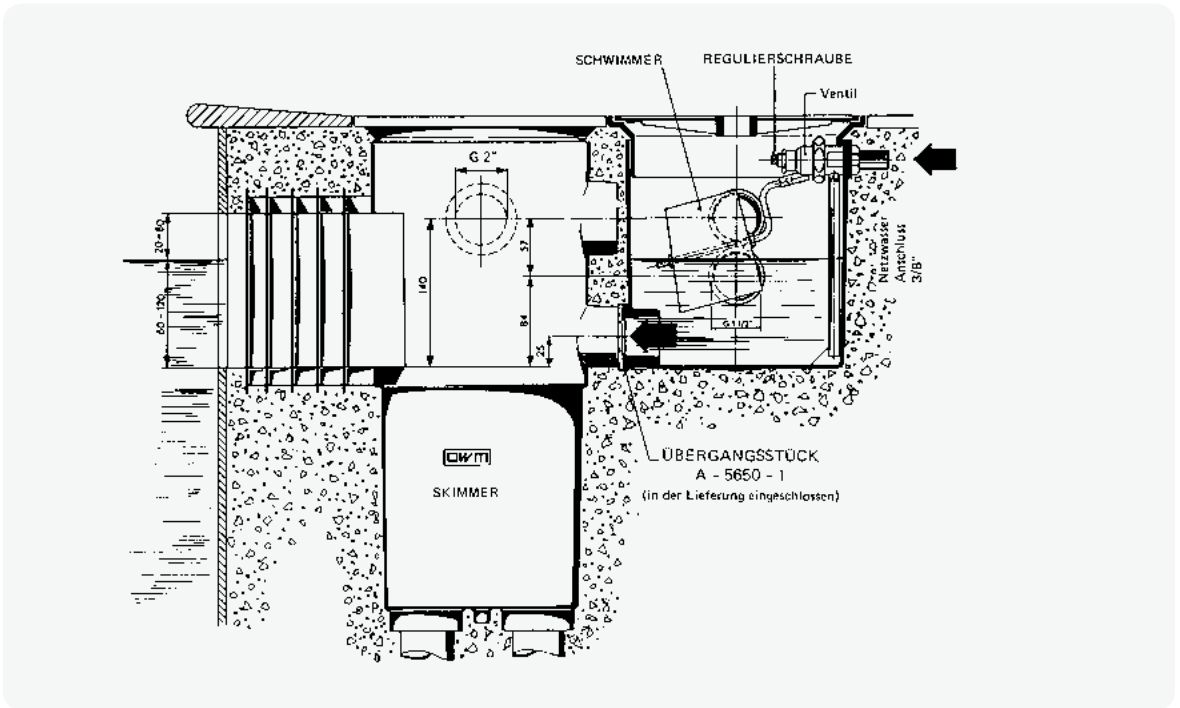 SCHWIMMER
REGULIERSCHRAUBE
Ventil
G 2"
20-80
60-120
140
57
84
25
G 1 1/2"
Netzwasser
Anschluss
3/8"
ÜBERGANGSSTÜCK
A - 5650 - 1
(in der Lieferung eingeschlossen)
OWM
SKIMMER